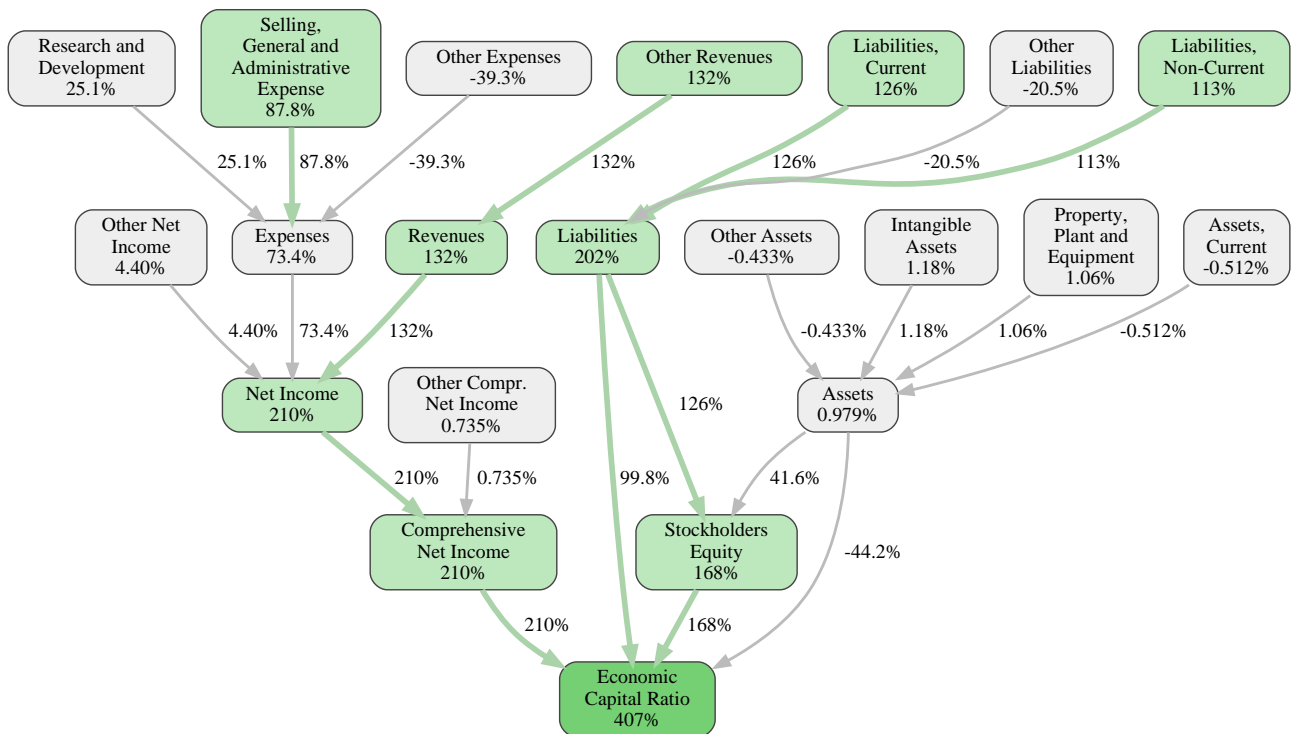 Research and
Development
25.1%
Selling,
General and
Administrative
Expense
87.8%
Other Expenses
-39.3%
Other Revenues
132%
Liabilities,
Current
126%
Other
Liabilities
-20.5%
Liabilities,
Non-Current
113%
25.1%
87.8%
-39.3%
132%
126%
-20.5%
113%
Other Net
Income
4.40%
Expenses
73.4%
Revenues
132%
Liabilities
202%
Other Assets
-0.433%
Intangible
Assets
1.18%
Property,
Plant and
Equipment
1.06%
Assets,
Current
-0.512%
4.40%
73.4%
132%
-0.433%
1.18%
1.06%
-0.512%
Net Income
210%
Other Compr.
Net Income
0.735%
126%
Assets
0.979%
210%
0.735%
99.8%
41.6%
Comprehensive
Net Income
210%
Stockholders
Equity
168%
-44.2%
210%
168%
Economic
Capital Ratio
407%